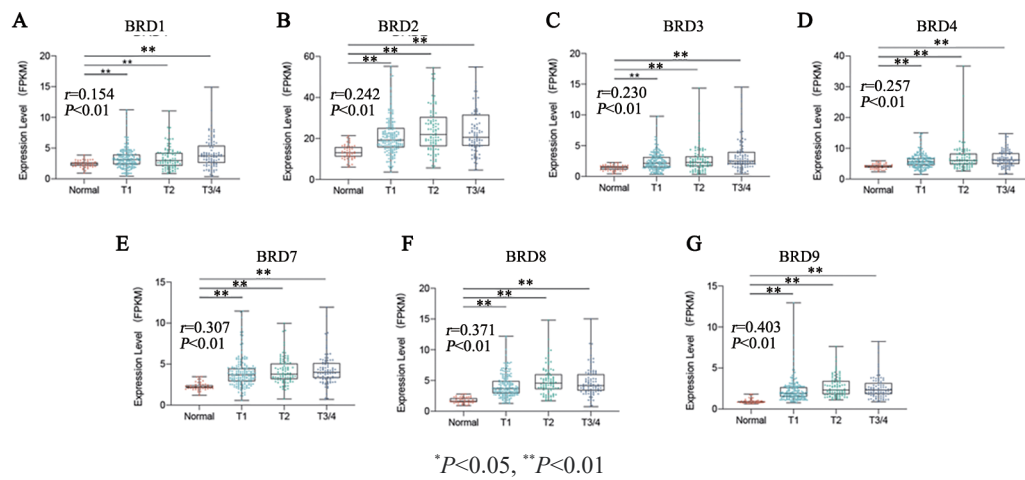 A
BRD1
Expression Level (FPKM)
20
15
10
5
0
**
**
**
r=0.154
P<0.01
Normal T1 T2 T3/4
B
BRD2
Expression Level (FPKM)
60
40
20
0
**
**
**
r=0.242
P<0.01
Normal T1 T2 T3/4
C
BRD3
Expression Level (FPKM)
20
15
10
5
0
**
**
**
r=0.230
P<0.01
Normal T1 T2 T3/4
D
BRD4
Expression Level (FPKM)
40
30
20
10
0
**
**
**
r=0.257
P<0.01
Normal T1 T2 T3/4
E
BRD7
Expression Level (FPKM)
15
10
5
0
**
**
**
r=0.307
P<0.01
Normal T1 T2 T3/4
F
BRD8
Expression Level (FPKM)
20
15
10
5
0
**
**
**
r=0.371
P<0.01
Normal T1 T2 T3/4
G
BRD9
Expression Level (FPKM)
15
10
5
0
**
**
**
r=0.403
P<0.01
Normal T1 T2 T3/4
*P<0.05, **P<0.01